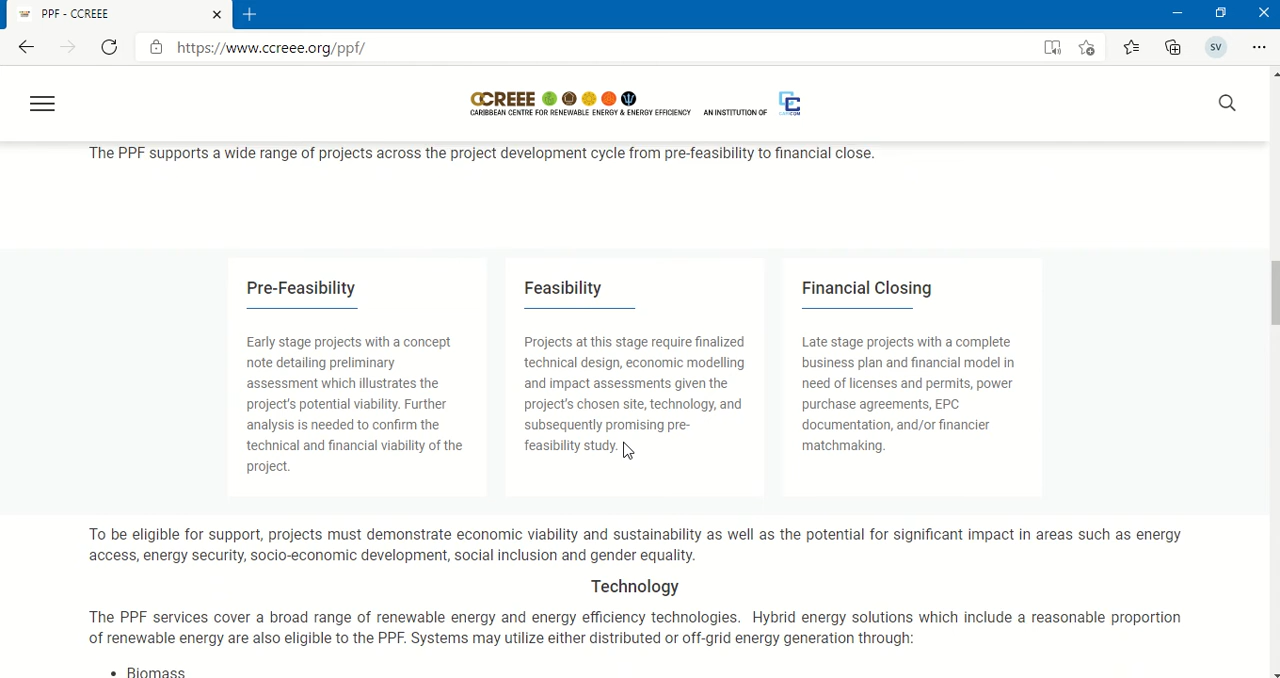 PPF - CCREEE
https://www.ccreee.org/ppf/
SV
CCREEE
CARIBBEAN CENTRE FOR RENEWABLE ENERGY & ENERGY EFFICIENCY
AN INSTITUTION OF
CARICOM
The PPF supports a wide range of projects across the project development cycle from pre-feasibility to financial close.
Pre-Feasibility
Early stage projects with a concept
note detailing preliminary
assessment which illustrates the
project's potential viability. Further
analysis is needed to confirm the
technical and financial viability of the
project.
Feasibility
Projects at this stage require finalized
technical design, economic modelling
and impact assessments given the
project's chosen site, technology, and
subsequently promising pre-
feasibility study.
Financial Closing
Late stage projects with a complete
business plan and financial model in
need of licenses and permits, power
purchase agreements, EPC
documentation, and/or financier
matchmaking.
To be eligible for support, projects must demonstrate economic viability and sustainability as well as the potential for significant impact in areas such as energy
access, energy security, socio-economic development, social inclusion and gender equality.
Technology
The PPF services cover a broad range of renewable energy and energy efficiency technologies. Hybrid energy solutions which include a reasonable proportion
of renewable energy are also eligible to the PPF. Systems may utilize either distributed or off-grid energy generation through:
• Biomass